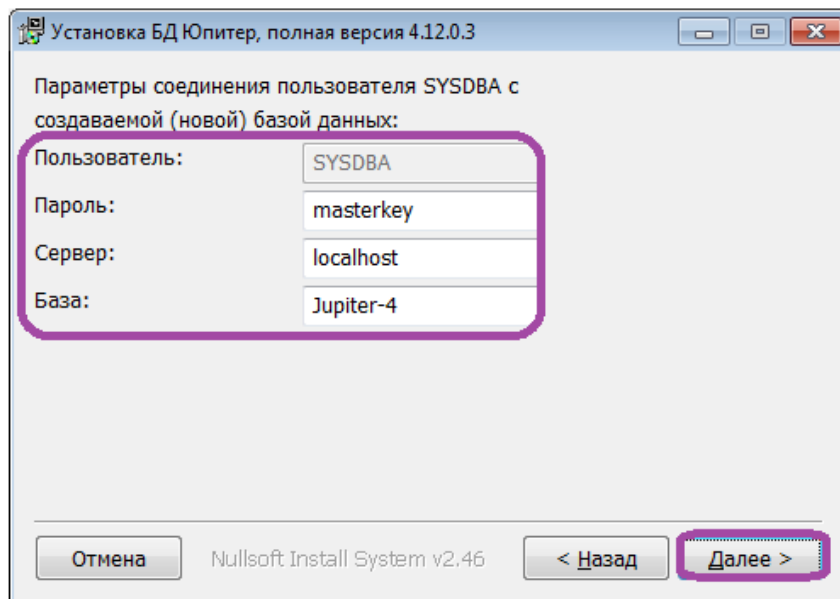 Установка БД Юпитер, полная версия 4.12.0.3
Параметры соединения пользователя SYSDBA с
создаваемой (новой) базой данных:
Пользователь: SYSDBA
Пароль: masterkey
Сервер: localhost
База: Jupiter-4
Отмена Nullsoft Install System v2.46 < Назад Далее >